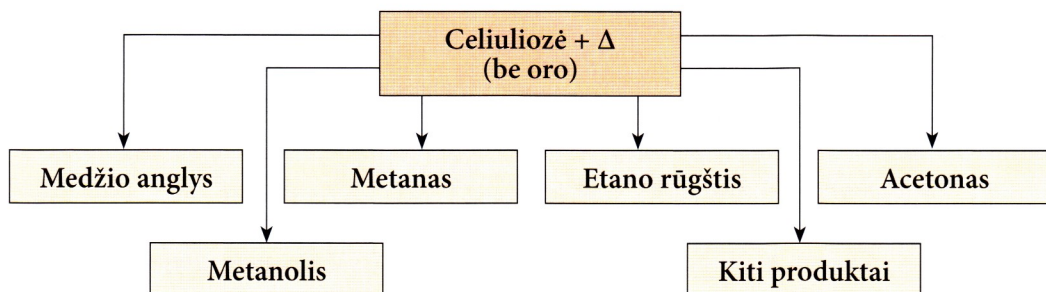 Celiuliozė + Δ
(be oro)
Medžio anglys
Metanas
Etano rūgštis
Acetonas
Metanolis
Kiti produktai